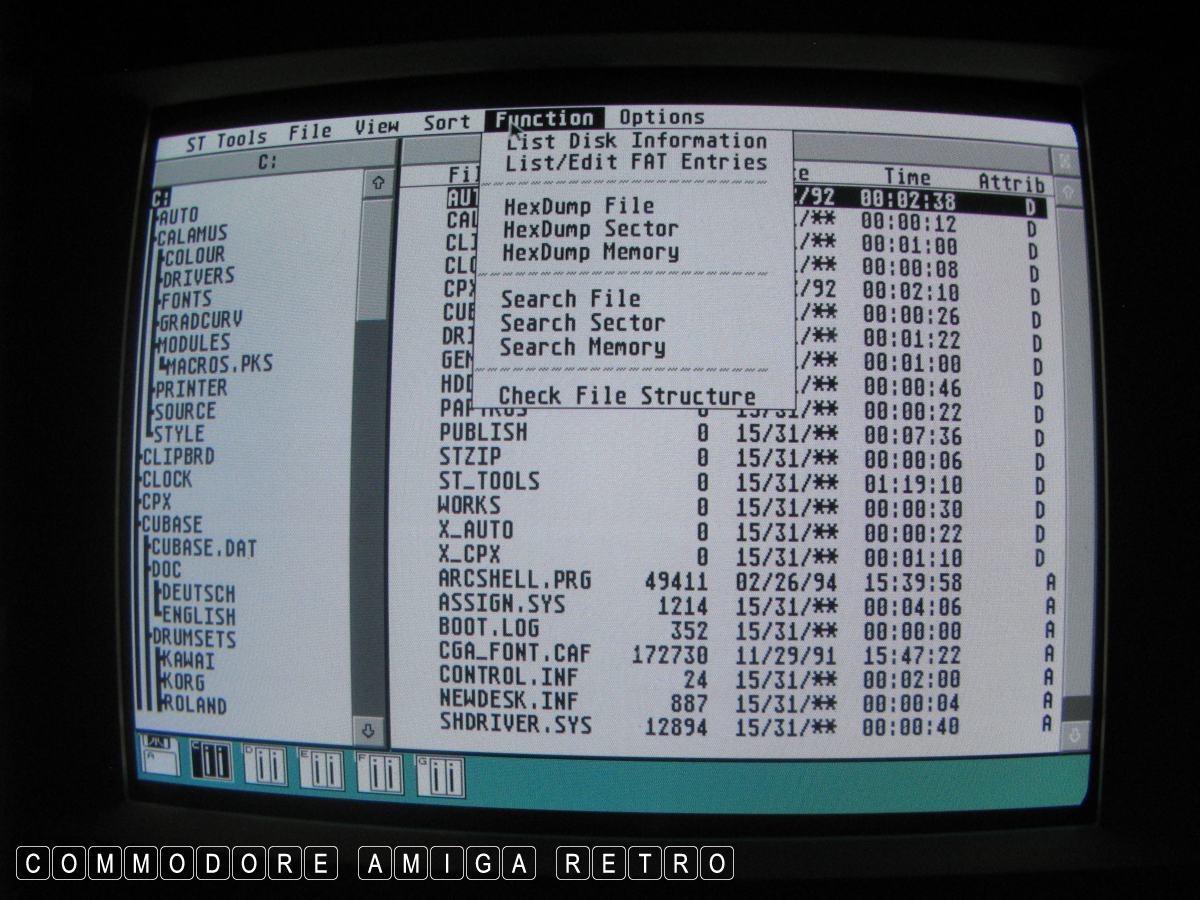 ST Tools File View Sort Function Options
C:
C:
AUTO
CALAMUS
COLOUR
DRIVERS
FONTS
GRADCURV
MODULES
MACROS.PKS
PRINTER
SOURCE
STYLE
CLIPBRD
CLOCK
CPX
CUBASE
CUBASE.DAT
DOC
DEUTSCH
ENGLISH
DRUMSETS
KAWAI
KORG
ROLAND
List Disk Information
List/Edit FAT Entries
HexDump File
HexDump Sector
HexDump Memory
Search File
Search Sector
Search Memory
Check File Structure
Time Attrib
/92 00:02:38 D
/** 00:00:12 D
/** 00:01:00 D
/** 00:00:08 D
/92 00:02:10 D
/** 00:00:26 D
/** 00:01:22 D
/** 00:01:00 D
/** 00:00:46 D
PAPYRUS 0 15/31/** 00:00:22 D
PUBLISH 0 15/31/** 00:07:36 D
STZIP 0 15/31/** 00:00:06 D
ST_TOOLS 0 15/31/** 01:19:10 D
WORKS 0 15/31/** 00:00:30 D
X_AUTO 0 15/31/** 00:00:22 D
X_CPX 0 15/31/** 00:01:10 D
ARCSHELL.PRG 49411 02/26/94 15:39:58 A
ASSIGN.SYS 1214 15/31/** 00:04:06 A
BOOT.LOG 352 15/31/** 00:00:00 A
CGA_FONT.CAF 172730 11/29/91 15:47:22 A
CONTROL.INF 24 15/31/** 00:02:00 A
NEWDESK.INF 887 15/31/** 00:00:04 A
SHDRIVER.SYS 12894 15/31/** 00:00:40 A
A C D E F G
COMMODORE AMIGA RETRO